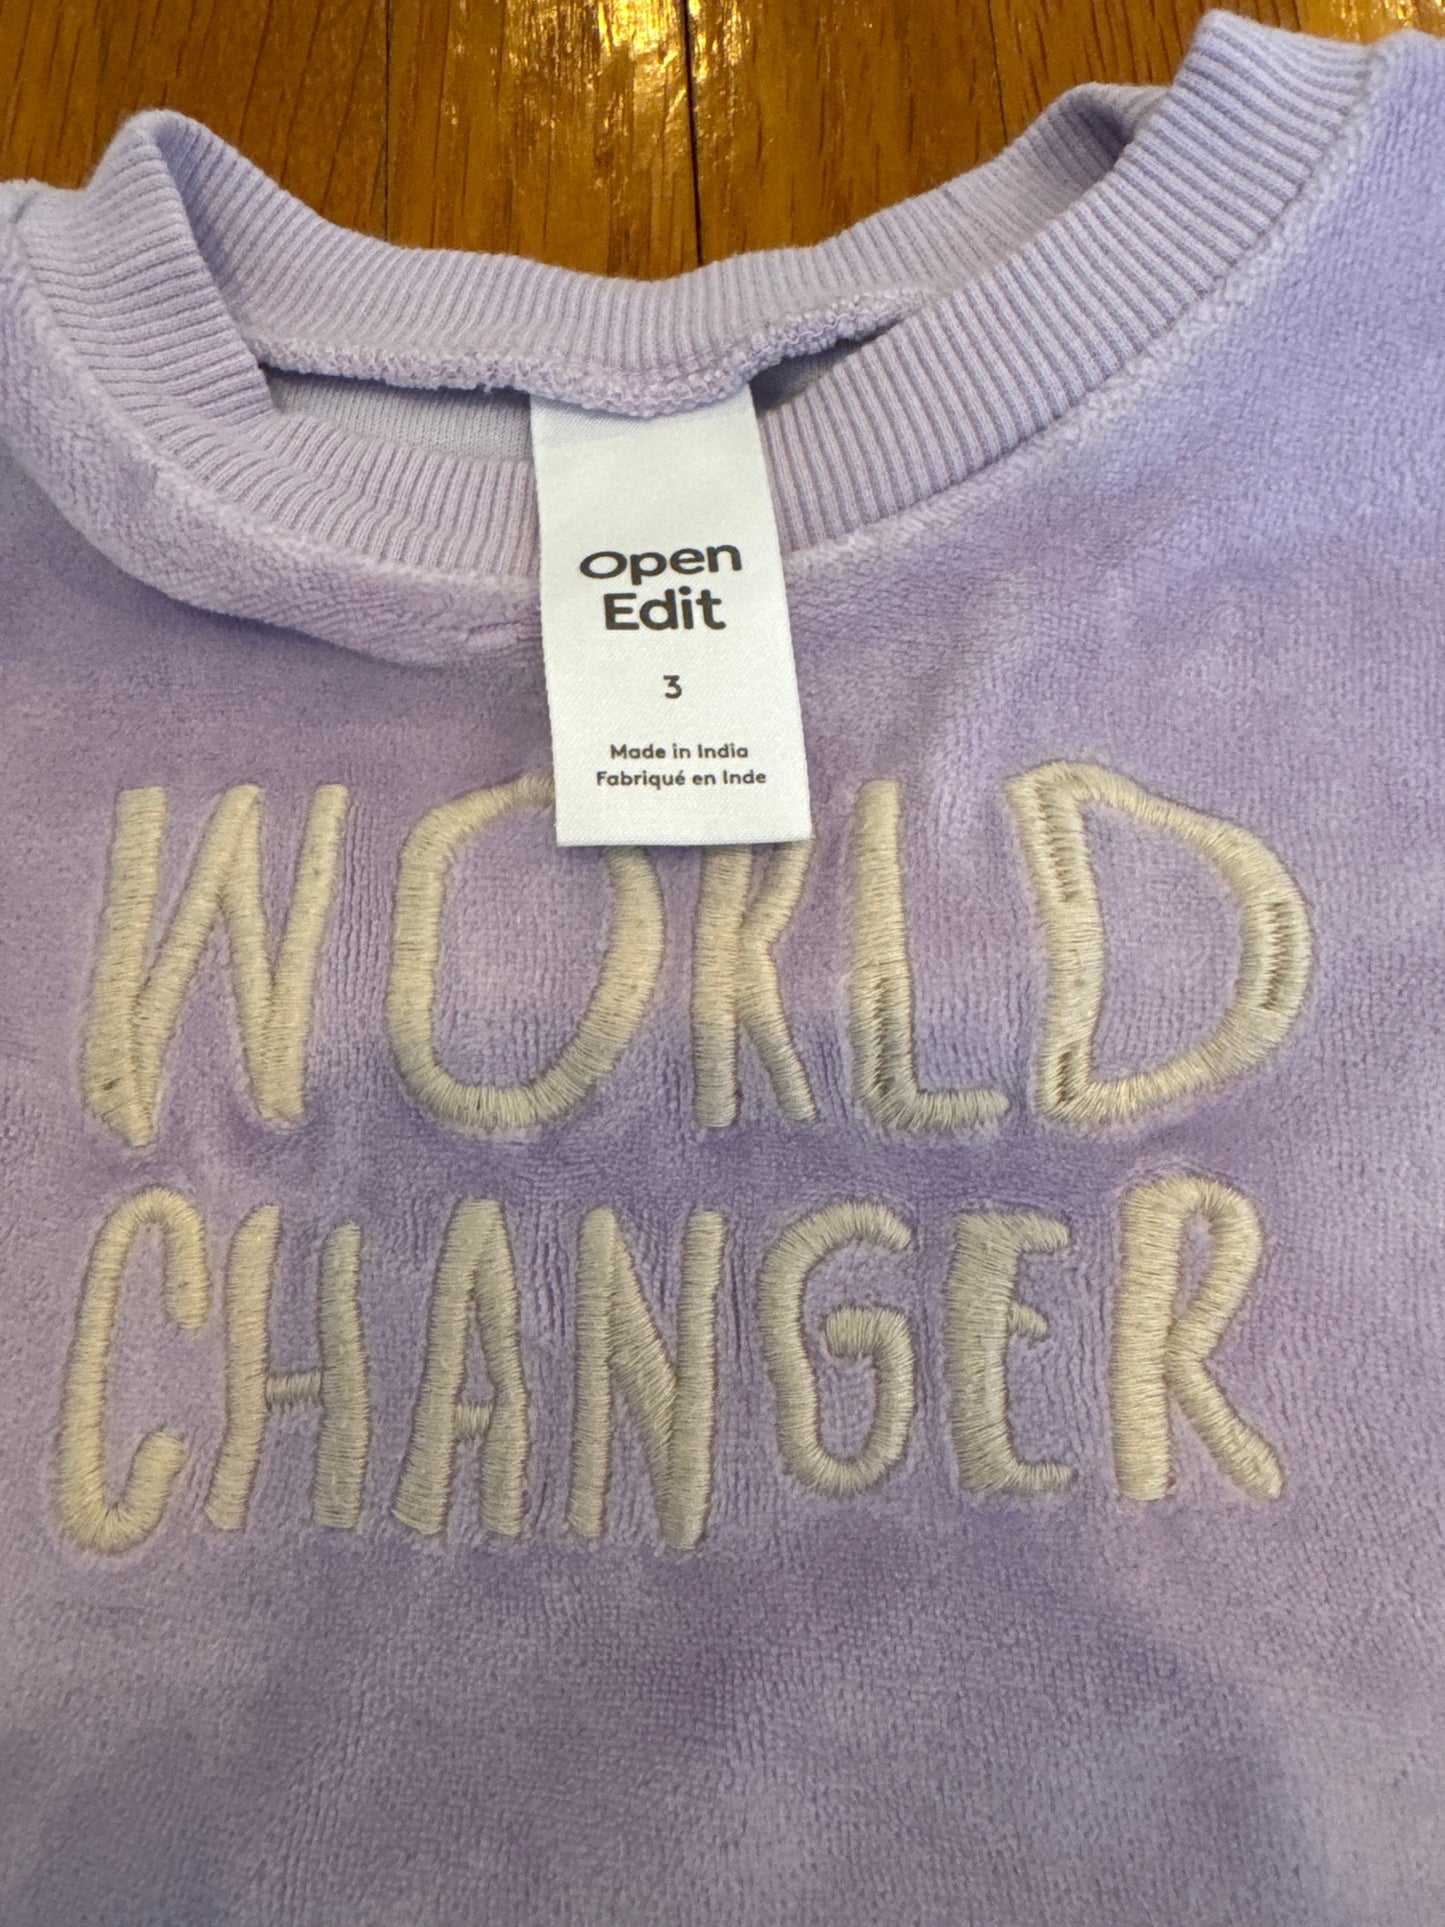 Open
Edit
3
Made in India
Fabriqué en Inde
WORLD
CHANGER